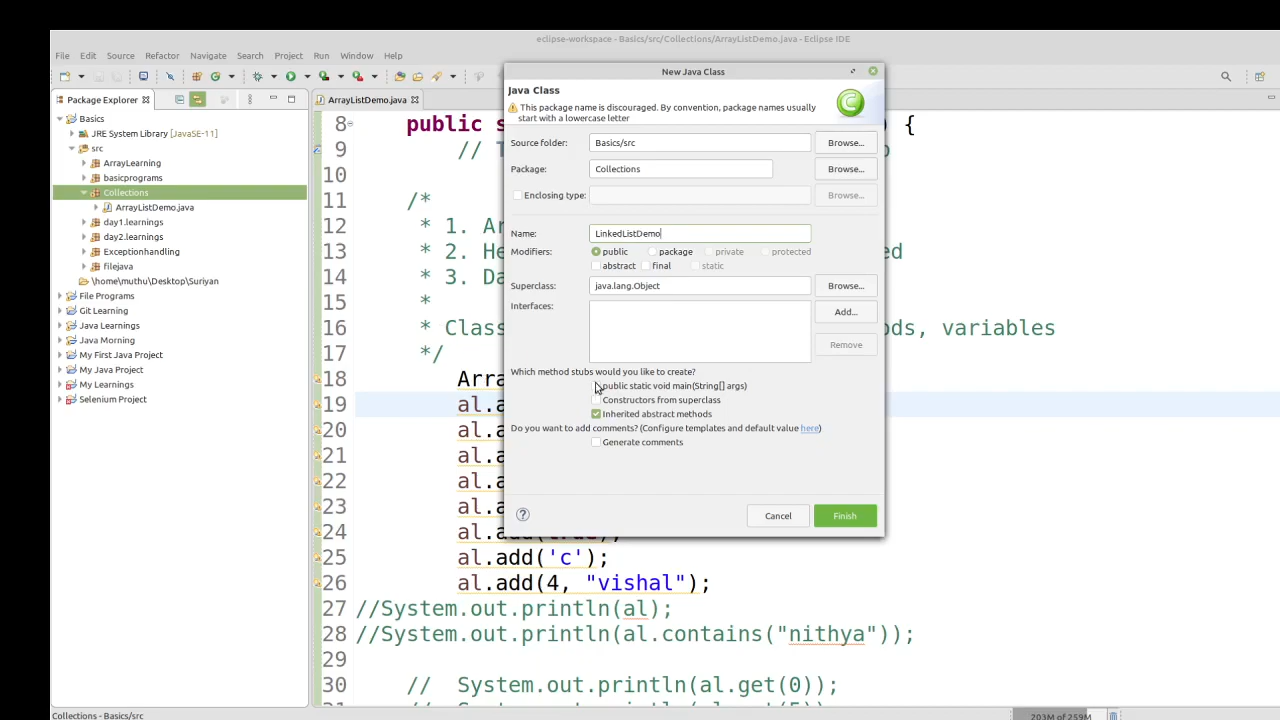 eclipse-workspace - Basics/src/Collections/ArrayListDemo.java - Eclipse IDE
File Edit Source Refactor Navigate Search Project Run Window Help
Package Explorer
ArrayListDemo.java
Basics
JRE System Library [JavaSE-11]
src
ArrayLearning
basicprograms
Collections
ArrayListDemo.java
day1.learnings
day2.learnings
Exceptionhandling
filejava
\home\muthu\Desktop\Suriyan
File Programs
Git Learning
Java Learnings
Java Morning
My First Java Project
My Java Project
My Learnings
Selenium Project
8 public s ) {
9 // T
10
11 /*
12 * 1. Ar
13 * 2. He ed
14 * 3. Da
15 *
16 * Clas ds, variables
17 */
18 Arra
19 al.a
20 al.a
21 al.a
22 al.a
23 al.a
24 al.add(true);
25 al.add('c');
26 al.add(4, "vishal");
27 //System.out.println(al);
28 //System.out.println(al.contains("nithya"));
29
30 // System.out.println(al.get(0));
New Java Class
Java Class
This package name is discouraged. By convention, package names usually
start with a lowercase letter
Source folder: Basics/src Browse...
Package: Collections Browse...
Enclosing type: Browse...
Name: LinkedListDemo
Modifiers: public package private protected
abstract final static
Superclass: java.lang.Object Browse...
Interfaces: Add...
Remove
Which method stubs would you like to create?
public static void main(String[] args)
Constructors from superclass
Inherited abstract methods
Do you want to add comments? (Configure templates and default value here)
Generate comments
Cancel Finish
Collections - Basics/src
203M of 259M